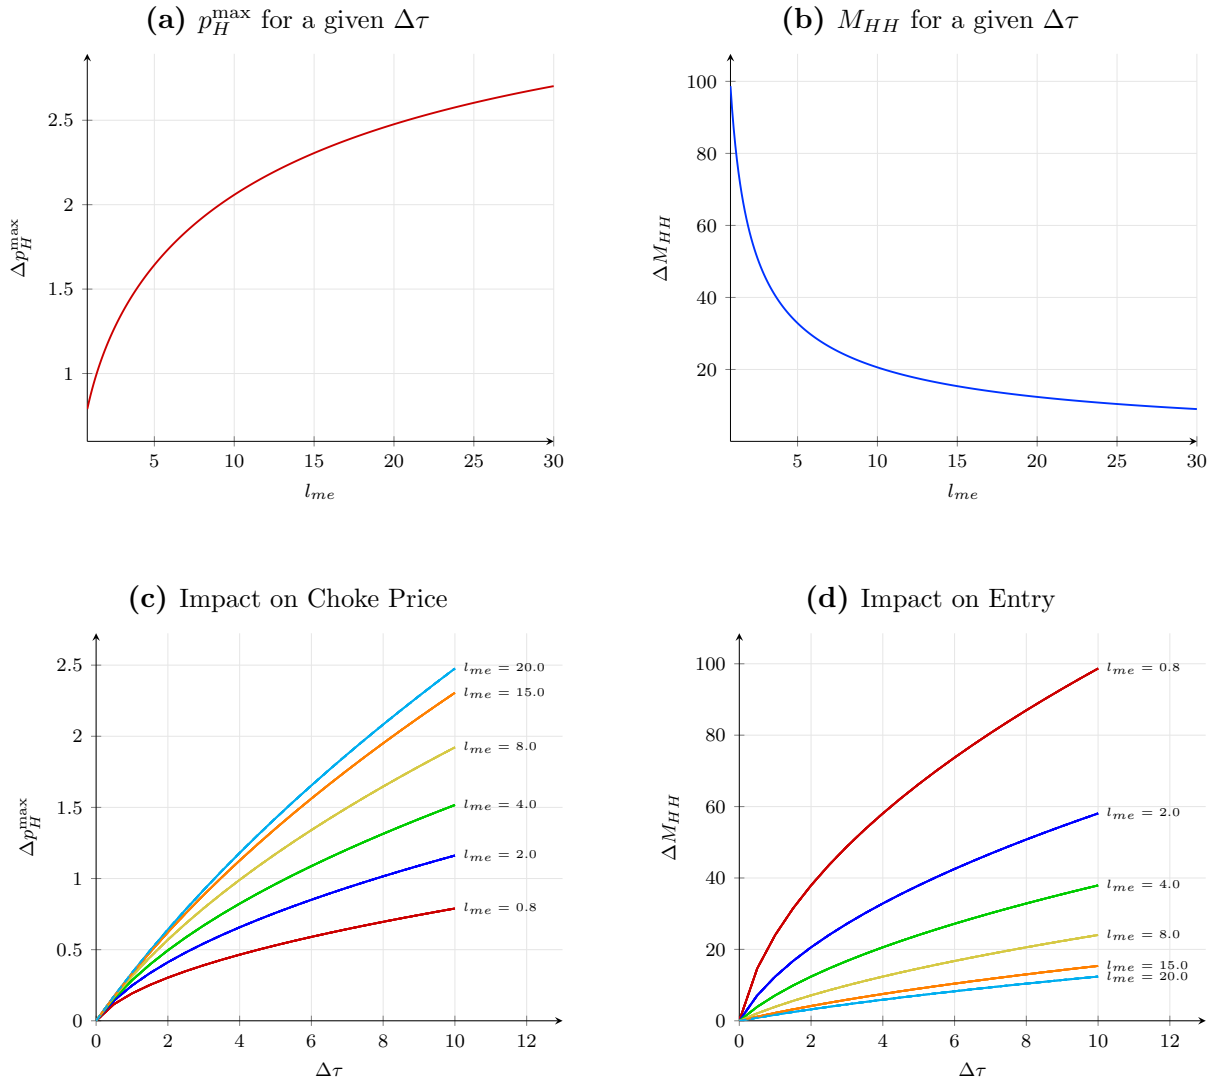 (a) p_H^max for a given Δτ
2.5
2
1.5
1
Δp_H^max
5 10 15 20 25 30
l_me
(b) M_HH for a given Δτ
100
80
60
40
20
ΔM_HH
5 10 15 20 25 30
l_me
(c) Impact on Choke Price
2.5
2
1.5
1
0.5
0
Δp_H^max
l_me = 20.0
l_me = 15.0
l_me = 8.0
l_me = 4.0
l_me = 2.0
l_me = 0.8
0 2 4 6 8 10 12
Δτ
(d) Impact on Entry
100
80
60
40
20
0
ΔM_HH
l_me = 0.8
l_me = 2.0
l_me = 4.0
l_me = 8.0
l_me = 15.0
l_me = 20.0
0 2 4 6 8 10 12
Δτ